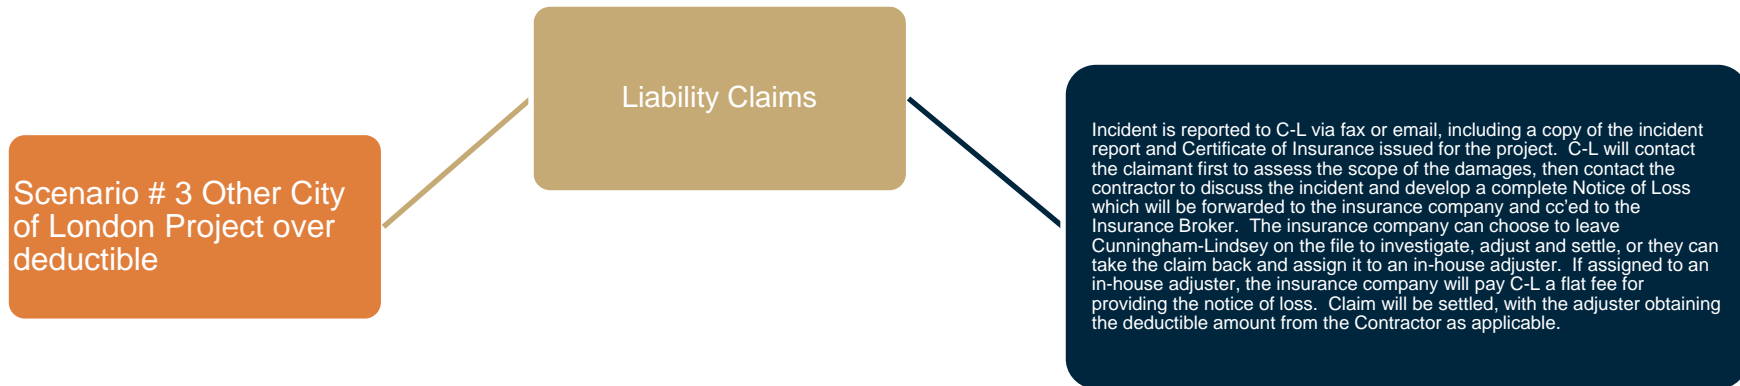 Scenario # 3 Other City
of London Project over
deductible
Liability Claims
Incident is reported to C-L via fax or email, including a copy of the incident
report and Certificate of Insurance issued for the project.  C-L will contact
the claimant first to assess the scope of the damages, then contact the
contractor to discuss the incident and develop a complete Notice of Loss
which will be forwarded to the insurance company and cc'ed to the
Insurance Broker.  The insurance company can choose to leave
Cunningham-Lindsey on the file to investigate, adjust and settle, or they can
take the claim back and assign it to an in-house adjuster.  If assigned to an
in-house adjuster, the insurance will pay C-L a flat fee for
providing the notice of loss.  Claim will be settled, with the adjuster obtaining
the deductible amount from the Contractor as applicable.